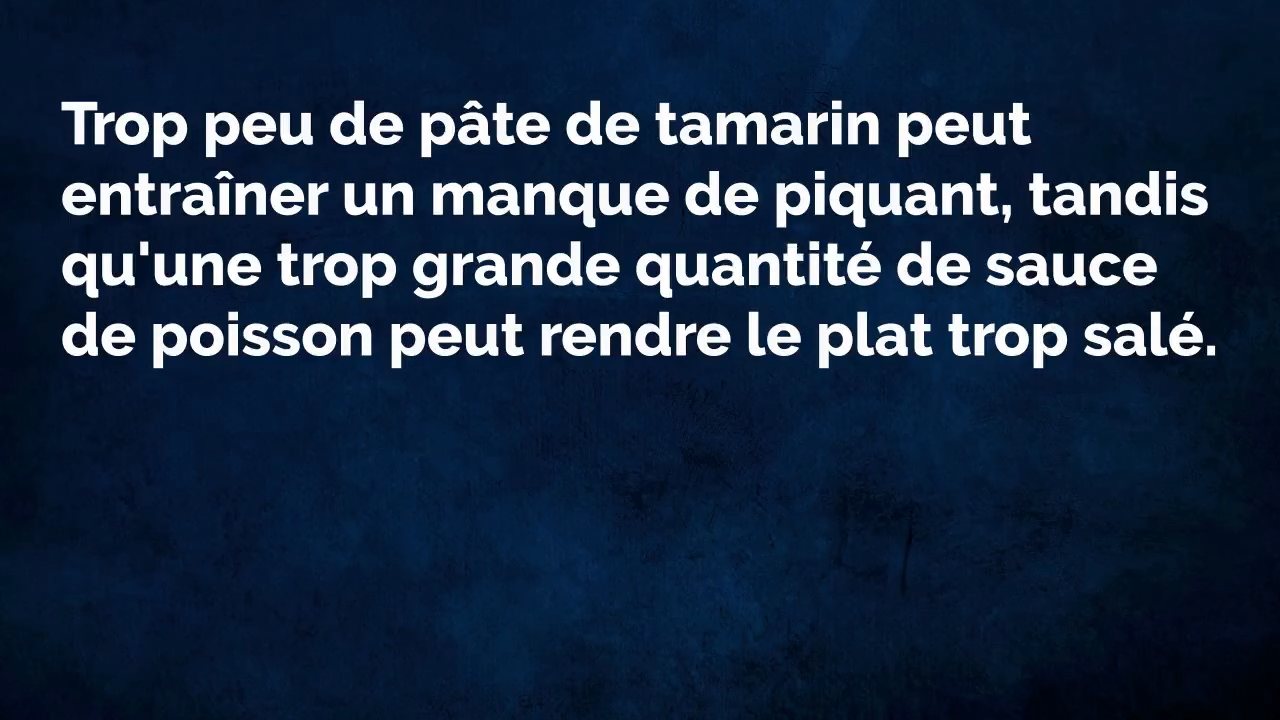 Trop peu de pâte de tamarin peut
entraîner un manque de piquant, tandis
qu'une trop grande quantité de sauce
de poisson peut rendre le plat trop salé.